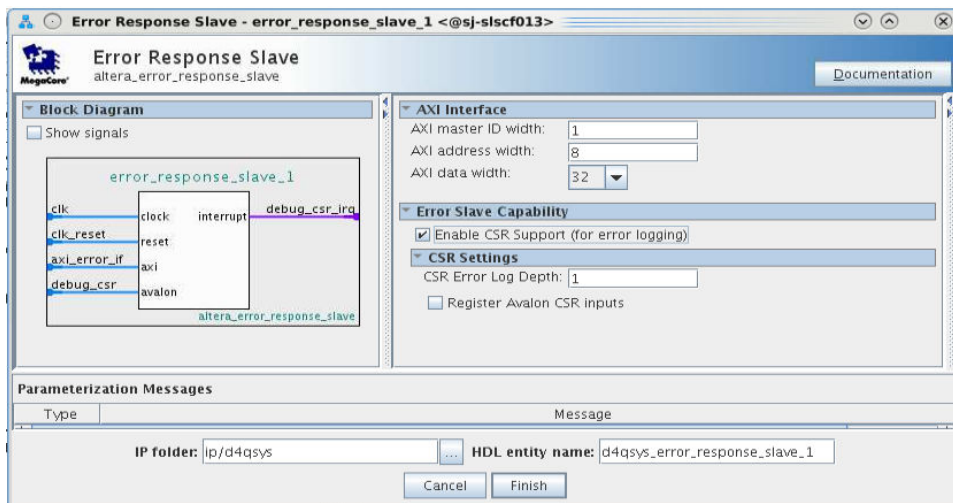 Error Response Slave - error_response_slave_1 <@sj-slscf013>
MegaCore®
Error Response Slave
altera_error_response_slave
Documentation
Block Diagram
Show signals
error_response_slave_1
clk
clock
interrupt
debug_csr_irq
clk_reset
reset
axi_error_if
axi
debug_csr
avalon
altera_error_response_slave
AXI Interface
AXI master ID width: 1
AXI address width: 8
AXI data width: 32
Error Slave Capability
Enable CSR Support (for error logging)
CSR Settings
CSR Error Log Depth: 1
Register Avalon CSR inputs
Parameterization Messages
Type Message
IP folder: ip/d4qsys ... HDL entity name: d4qsys_error_response_slave_1
Cancel Finish